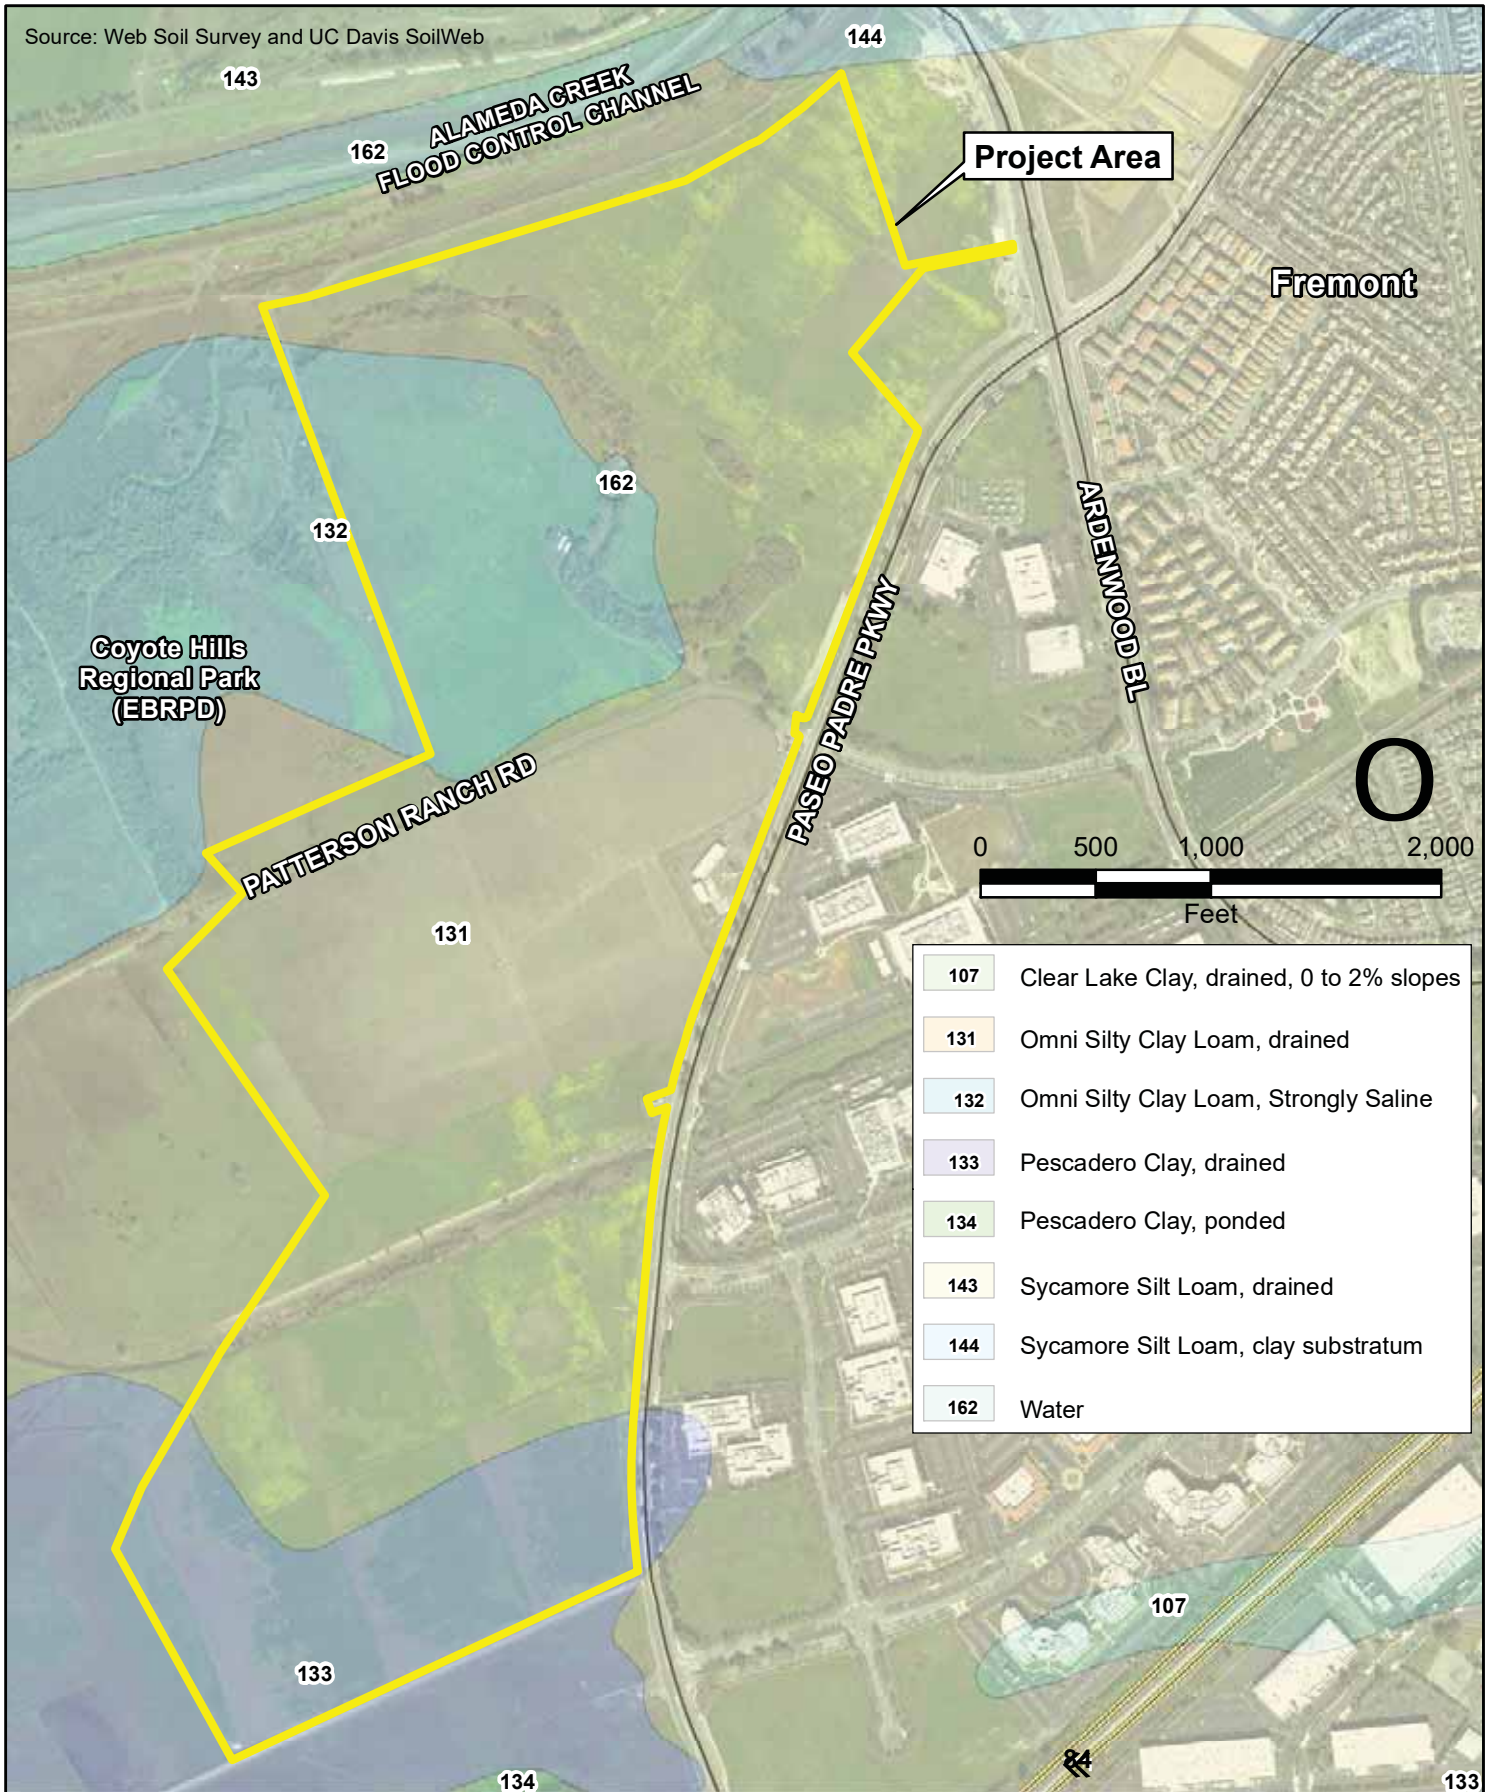 Source: Web Soil Survey and UC Davis SoilWeb
144
143
ALAMEDA CREEK
FLOOD CONTROL CHANNEL
162
Project Area
Fremont
162
132
ARDENWOOD BL
Coyote Hills
Regional Park
(EBRPD)
PASEO PADRE PKWY
PATTERSON RANCH RD
O
0 500 1,000 2,000
Feet
131
107 Clear Lake Clay, drained, 0 to 2% slopes
131 Omni Silty Clay Loam, drained
132 Omni Silty Clay Loam, Strongly Saline
133 Pescadero Clay, drained
134 Pescadero Clay, ponded
143 Sycamore Silt Loam, drained
144 Sycamore Silt Loam, clay substratum
162 Water
107
133
84
134
133